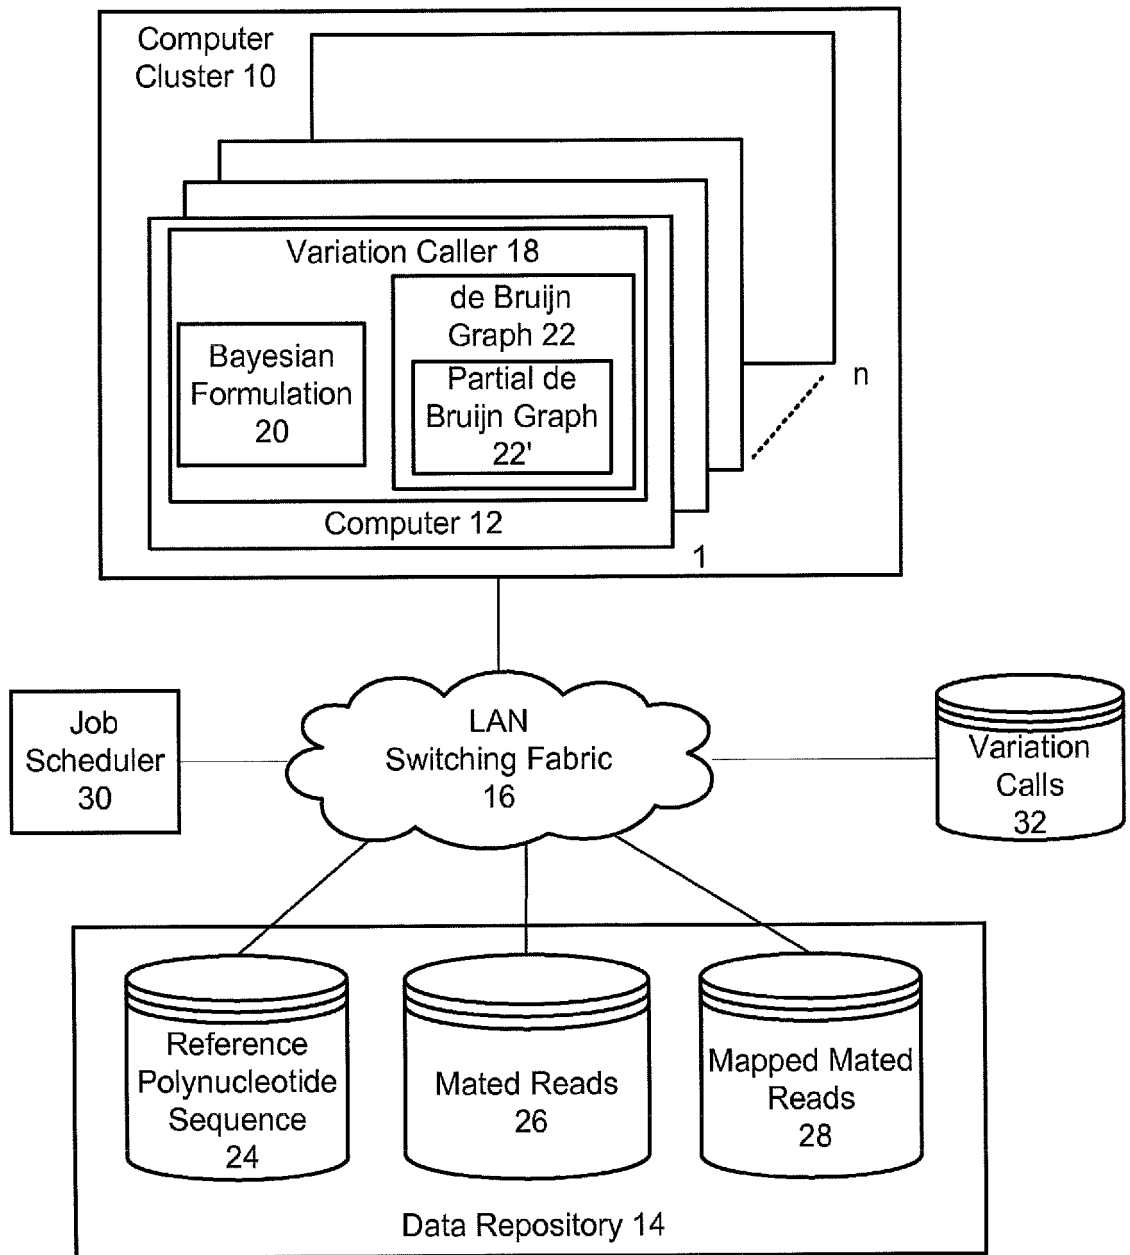 Computer
Cluster 10
Variation Caller 18
de Bruijn
Graph 22
Bayesian
Formulation
20
Partial de
Bruijn Graph
22'
n
Computer 12
1
Job
Scheduler
30
LAN
Switching Fabric
16
Variation
Calls
32
Reference
Polynucleotide
Sequence
24
Mated Reads
26
Mapped Mated
Reads
28
Data Repository 14